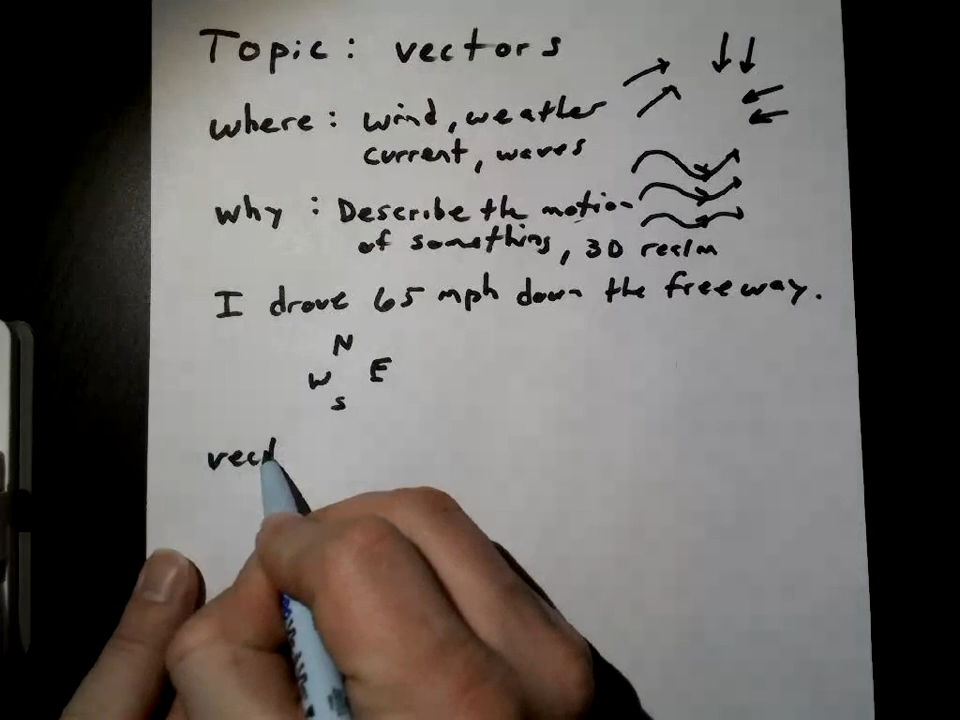 Topic: vectors
where: wind, weather
current, waves
why: Describe the motion
of something, 3D realm
I drove 65 mph down the freeway.
N
W E
S
vect